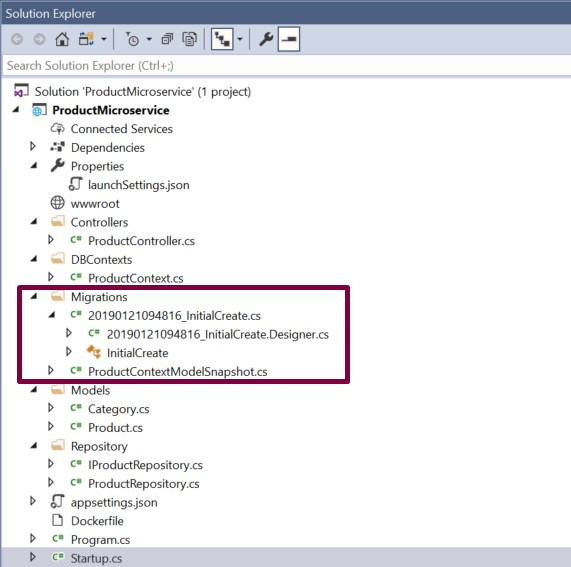 Solution Explorer
Search Solution Explorer (Ctrl+;)
Solution 'ProductMicroservice' (1 project)
ProductMicroservice
Connected Services
Dependencies
Properties
launchSettings.json
wwwroot
Controllers
C# ProductController.cs
DBContexts
C# ProductContext.cs
Migrations
C# 20190121094816_InitialCreate.cs
C# 20190121094816_InitialCreate.Designer.cs
InitialCreate
C# ProductContextModelSnapshot.cs
Models
C# Category.cs
C# Product.cs
Repository
C# IProductRepository.cs
C# ProductRepository.cs
appsettings.json
Dockerfile
C# Program.cs
C# Startup.cs